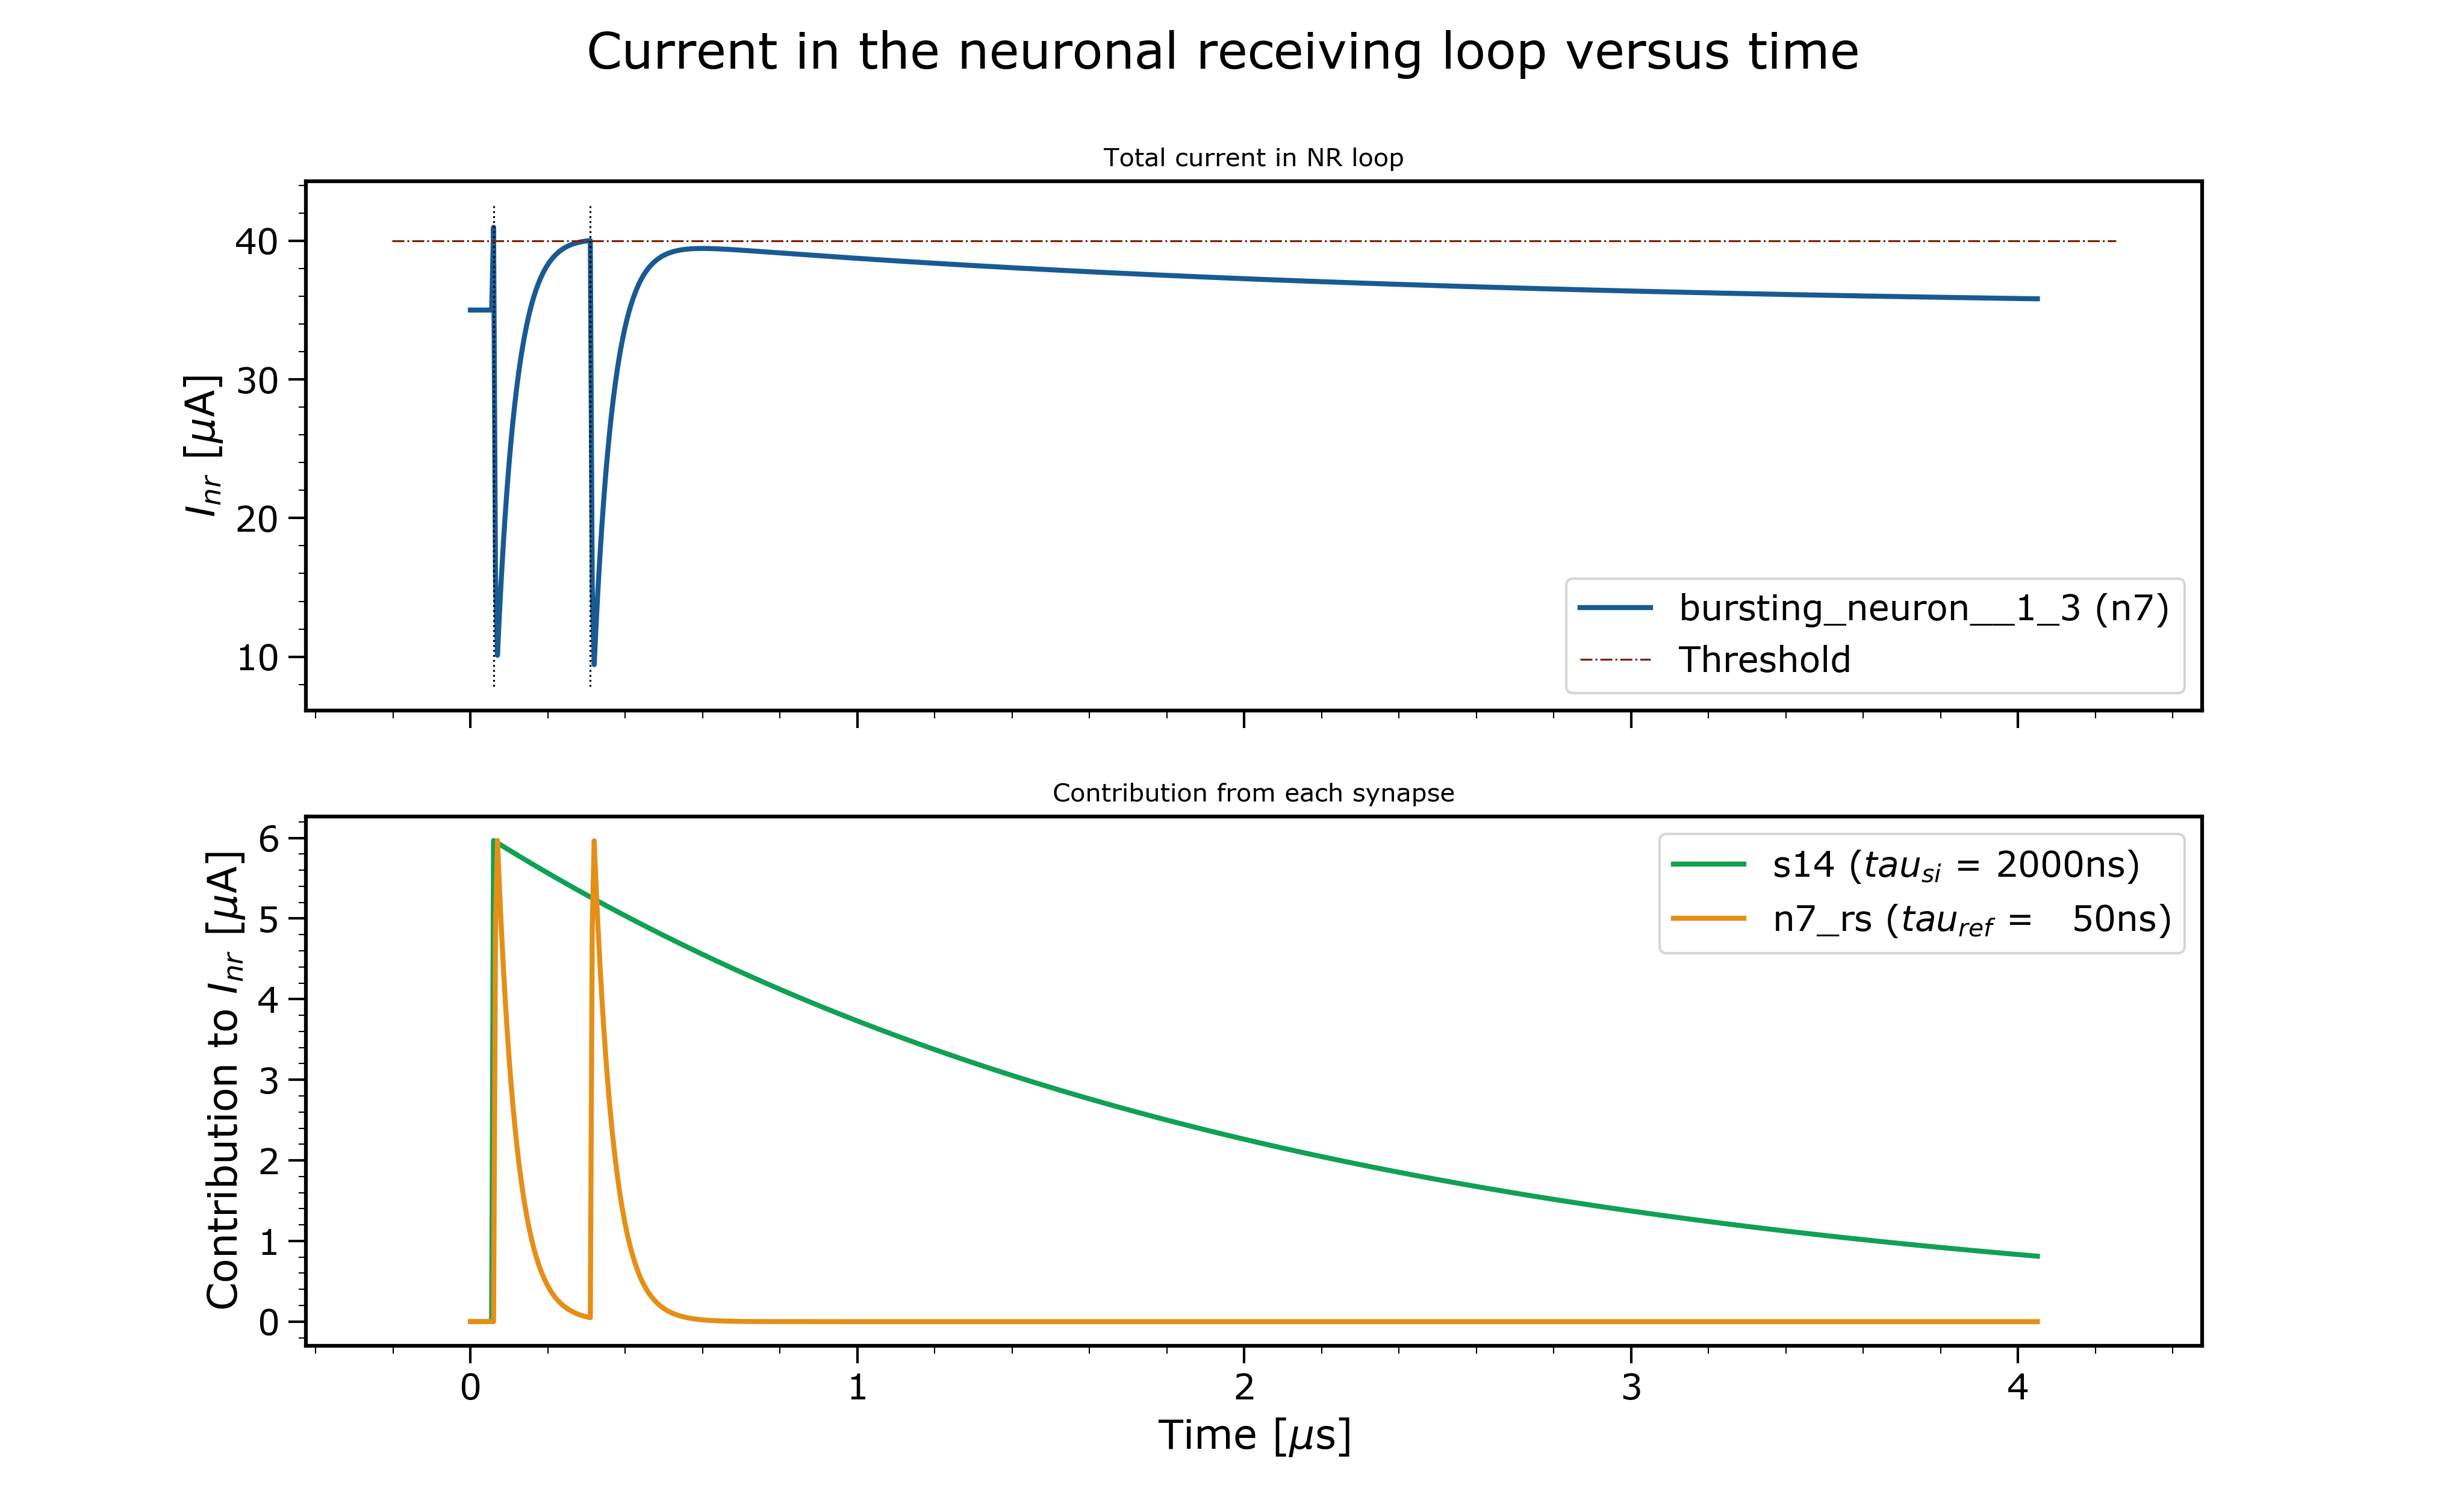 Current in the neuronal receiving loop versus time
Total current in NR loop
I_nr [μA]
40
30
20
10
bursting_neuron__1_3 (n7)
Threshold
Contribution from each synapse
Contribution to I_nr [μA]
6
5
4
3
2
1
0
s14 (tau_si = 2000ns)
n7_rs (tau_ref =   50ns)
0 1 2 3 4
Time [μs]